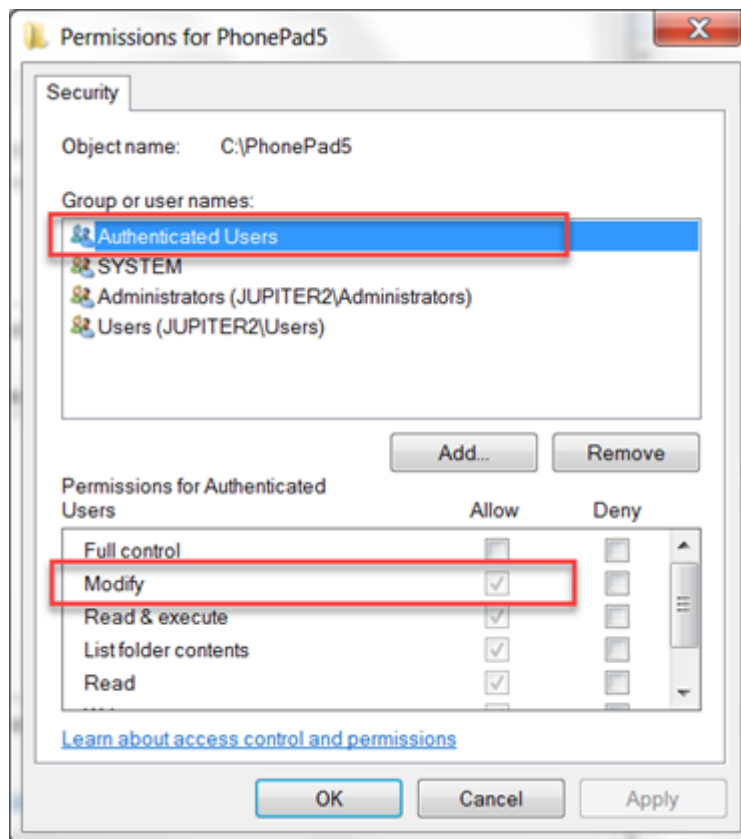 Permissions for PhonePad5
Security
Object name: C:\PhonePad5
Group or user names:
Authenticated Users
SYSTEM
Administrators (JUPITER2\Administrators)
Users (JUPITER2\Users)
Add... Remove
Permissions for Authenticated
Users Allow Deny
Full control
Modify
Read & execute
List folder contents
Read
Learn about access control and permissions
OK Cancel Apply